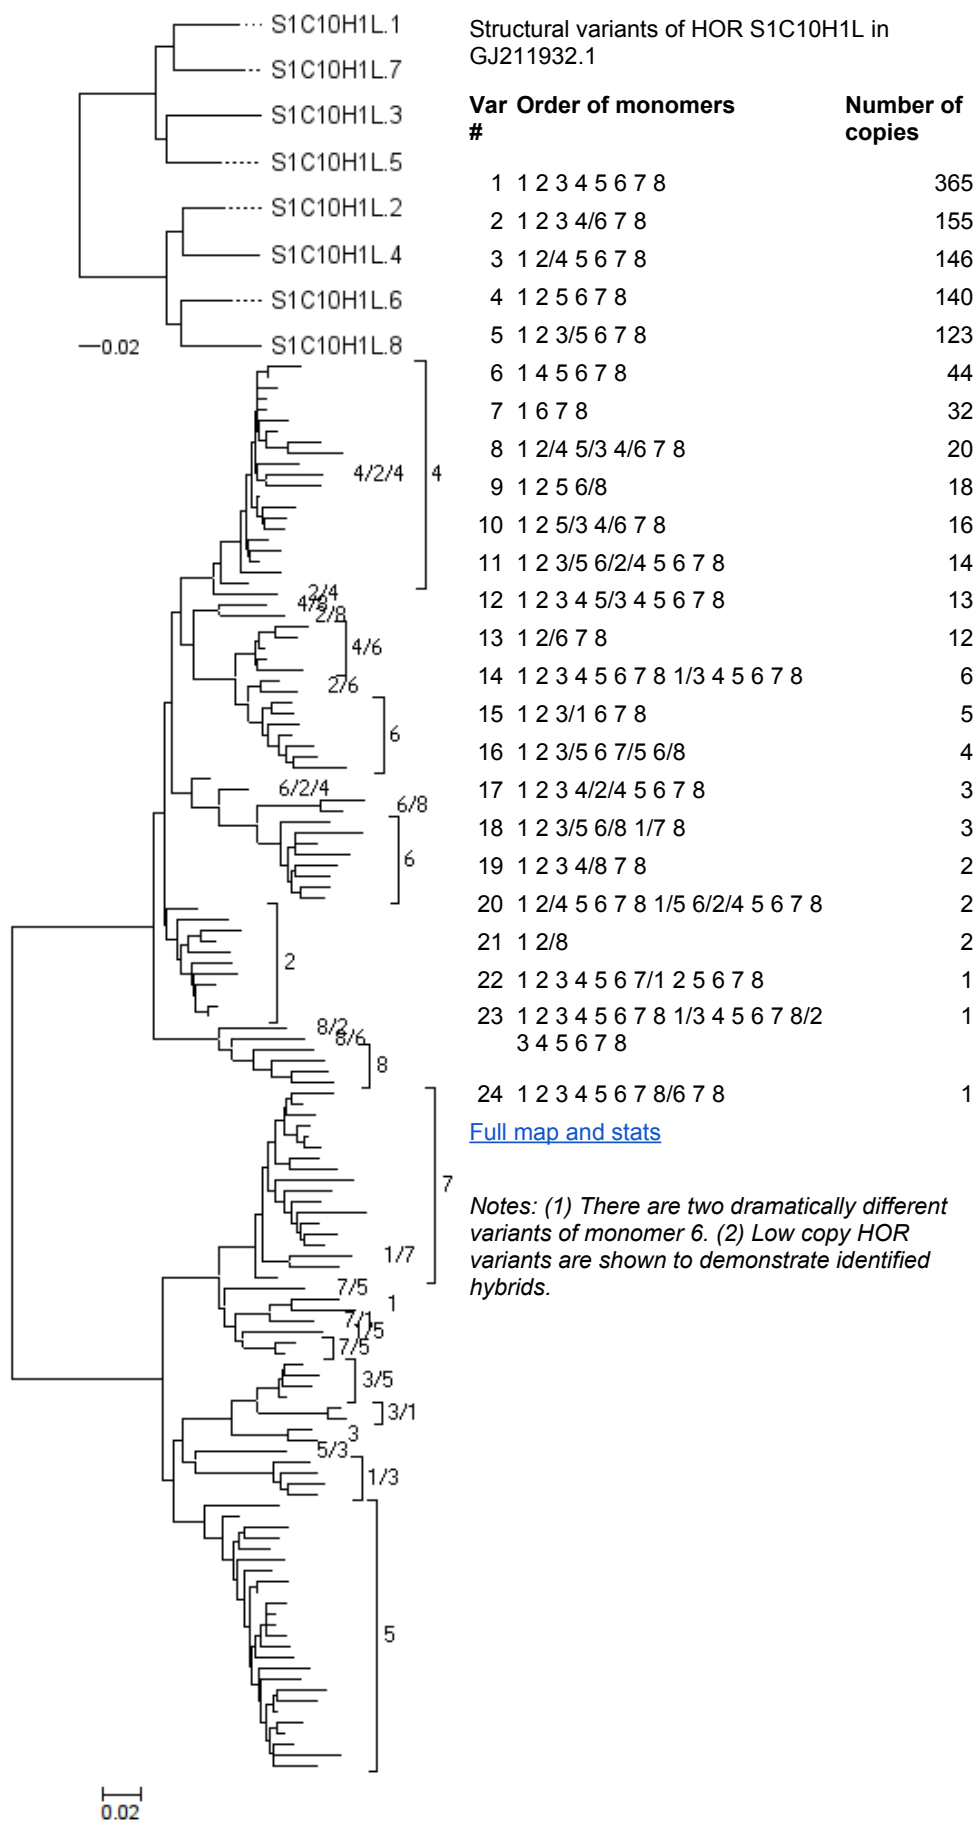 S1C10H1L.1
S1C10H1L.7
S1C10H1L.3
S1C10H1L.5
S1C10H1L.2
S1C10H1L.4
S1C10H1L.6
S1C10H1L.8
0.02
4/2/4
4
2/4
4/8
2/8
4/6
2/6
6
6/2/4
6/8
6
2
8/2
8/6
8
7
1/7
7/5
1
7/1
7/5
3/5
3/1
3
5/3
1/3
5
0.02
Structural variants of HOR S1C10H1L in
GJ211932.1
Var Order of monomers Number of
# copies
1 1 2 3 4 5 6 7 8 365
2 1 2 3 4/6 7 8 155
3 1 2/4 5 6 7 8 146
4 1 2 5 6 7 8 140
5 1 2 3/5 6 7 8 123
6 1 4 5 6 7 8 44
7 1 6 7 8 32
8 1 2/4 5/3 4/6 7 8 20
9 1 2 5 6/8 18
10 1 2 5/3 4/6 7 8 16
11 1 2 3/5 6/2/4 5 6 7 8 14
12 1 2 3 4 5/3 4 5 6 7 8 13
13 1 2/6 7 8 12
14 1 2 3 4 5 6 7 8 1/3 4 5 6 7 8 6
15 1 2 3/1 6 7 8 5
16 1 2 3/5 6 7/5 6/8 4
17 1 2 3 4/2/4 5 6 7 8 3
18 1 2 3/5 6/8 1/7 8 3
19 1 2 3 4/8 7 8 2
20 1 2/4 5 6 7 8 1/5 6/2/4 5 6 7 8 2
21 1 2/8 2
22 1 2 3 4 5 6 7/1 2 5 6 7 8 1
23 1 2 3 4 5 6 7 8 1/3 4 5 6 7 8/2 1
3 4 5 6 7 8
24 1 2 3 4 5 6 7 8/6 7 8 1
Full map and stats
Notes: (1) There are two dramatically different
variants of monomer 6. (2) Low copy HOR
variants are shown to demonstrate identified
hybrids.